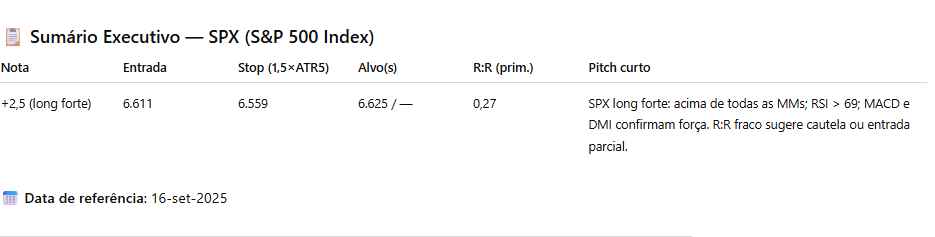 Sumário Executivo — SPX (S&P 500 Index)
Nota Entrada Stop (1,5×ATR5) Alvo(s) R:R (prim.) Pitch curto
+2,5 (long forte) 6.611 6.559 6.625 / — 0,27 SPX long forte: acima de todas as MMs; RSI > 69; MACD e
DMI confirmam força. R:R fraco sugere cautela ou entrada
parcial.
Data de referência: 16-set-2025